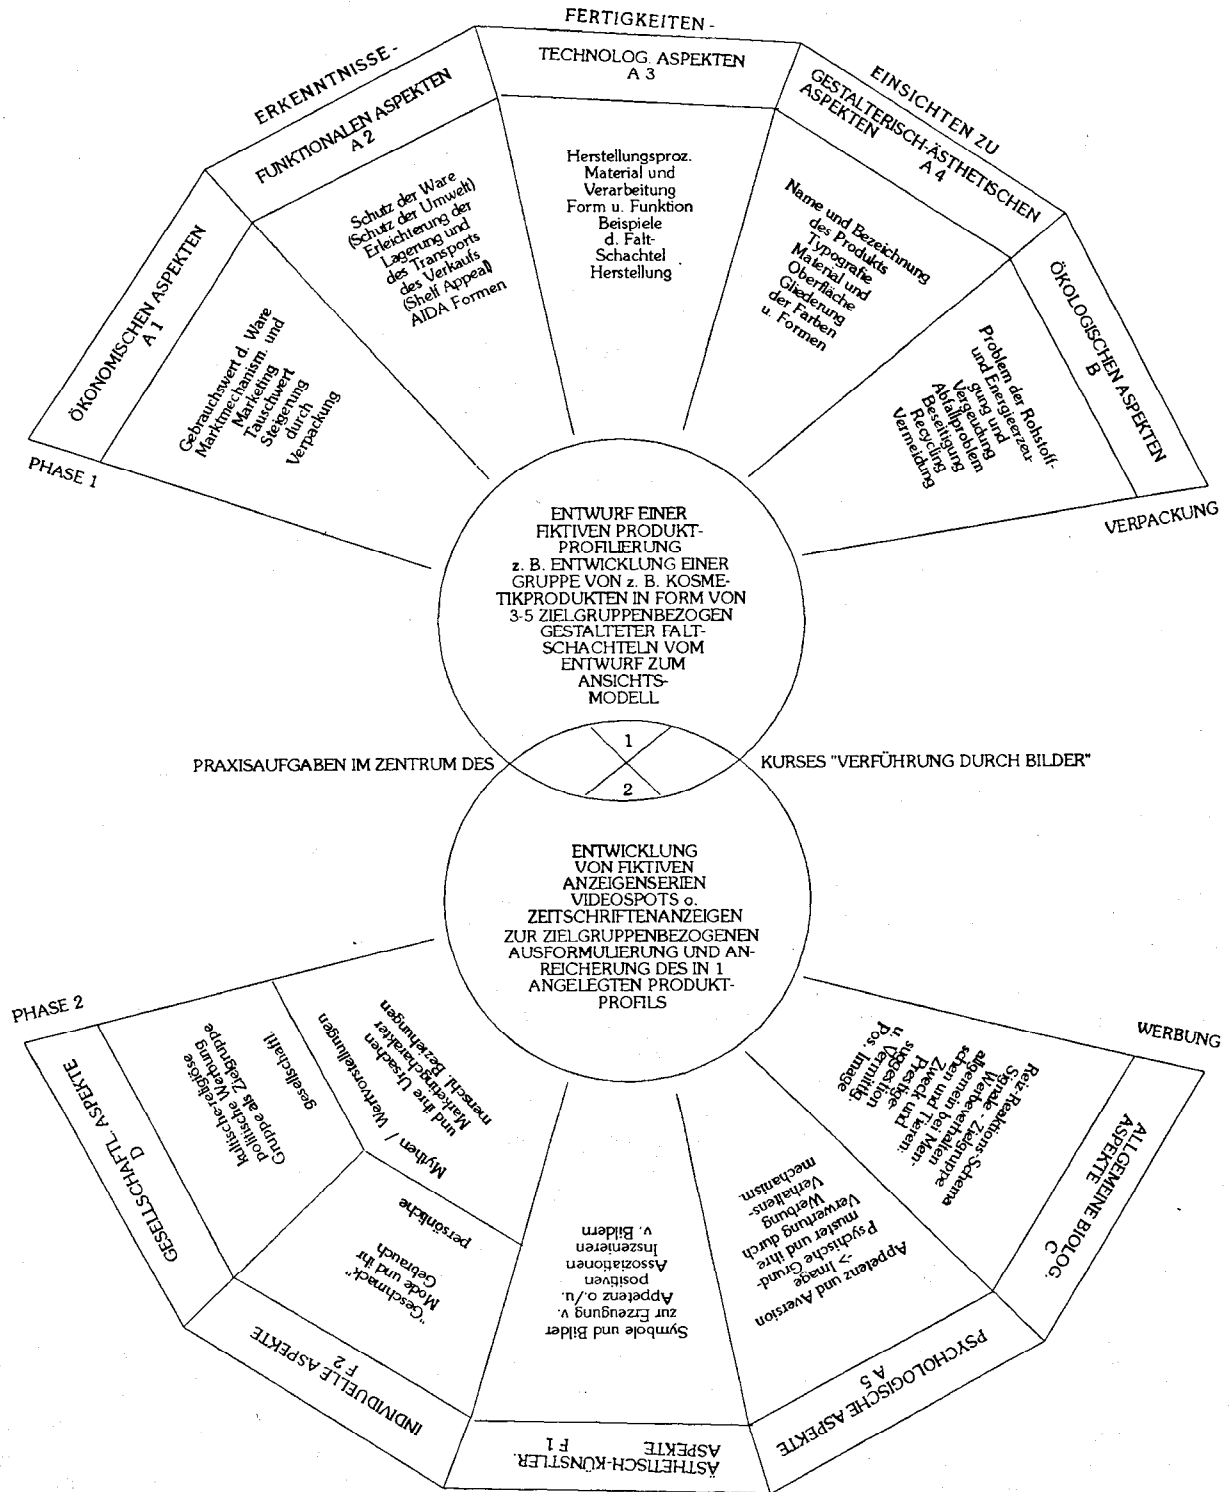 ERKENNTNISSE -
FERTIGKEITEN -
EINSICHTEN ZU
ÖKONOMISCHEN ASPEKTEN
A 1
FUNKTIONALEN ASPEKTEN
A 2
TECHNOLOG. ASPEKTEN
A 3
GESTALTERISCH-ÄSTHETISCHEN
ASPEKTEN
A 4
ÖKOLOGISCHEN ASPEKTEN
B
Gebrauchswert d. Ware
Marktmechanism. und
Marketing
Tauschwert
Steigerung
durch
Verpackung
Schutz der Ware
(Schutz der Umwelt)
Erleichterung der
Lagerung und
des Transports
des Verkaufs
(Shelf Appeal)
AIDA Formen
Herstellungsproz.
Material und
Verarbeitung
Form u. Funktion
Beispiele
d. Falt-
Schachtel
Herstellung
Name und Bezeichnung
des Produkts
Typografie
Material und
Oberfläche
Gliederung
der Farben
u. Formen
Problem der Rohstoff-
und Energieerzeu-
gung und
Vergeudung
Abfallproblem
Beseitigung
Recycling
Vermeidung
PHASE 1
VERPACKUNG
ENTWURF EINER
FIKTIVEN PRODUKT-
PROFILIERUNG
z. B. ENTWICKLUNG EINER
GRUPPE VON z. B. KOSME-
TIKPRODUKTEN IN FORM VON
3-5 ZIELGRUPPENBEZOGEN
GESTALTETER FALT-
SCHACHTELN VOM
ENTWURF ZUM
ANSICHTS-
MODELL
1
PRAXISAUFGABEN IM ZENTRUM DES
KURSES "VERFÜHRUNG DURCH BILDER"
2
ENTWICKLUNG
VON FIKTIVEN
ANZEIGENSERIEN
VIDEOSPOTS o.
ZEITSCHRIFTENANZEIGEN
ZUR ZIELGRUPPENBEZOGENEN
AUSFORMULIERUNG UND AN-
REICHERUNG DES IN 1
ANGELEGTEN PRODUKT-
PROFILS
PHASE 2
WERBUNG
GESELLSCHAFTL. ASPEKTE
D
kultische-religiöse
politische Werbung
Gruppe als Zielgruppe
gesellschaftl.
Mythen / Wertvorstellungen
und ihre Ursachen
Marketingcharakter
menschl. Beziehungen
persönliche
"Geschmack"
Mode und ihr
Gebrauch
INDIVIDUELLE ASPEKTE
F 2
Symbole und Bilder
zur Erzeugung v.
Appetenz o./u.
positiven
Assoziationen
Inszenieren
v. Bildern
ÄSTHETISCH-KÜNSTLER.
ASPEKTE
F 1
Appetenz und Aversion
-> Image
Psychische Grund-
muster und ihre
Verwertung durch
Werbung
Verhaltens-
mechanism.
PSYCHOLOGISCHE ASPEKTE
A 5
Reiz-Reaktions-Schema
Signale - Zielgruppe
Werbeverhalten
allgemein bei Men-
schen und Tieren:
Zweck und
Prestige-
suggestion
u. Vermittlg.
Pos. Image
ALLGEMEINE BIOLOG.
ASPEKTE
C